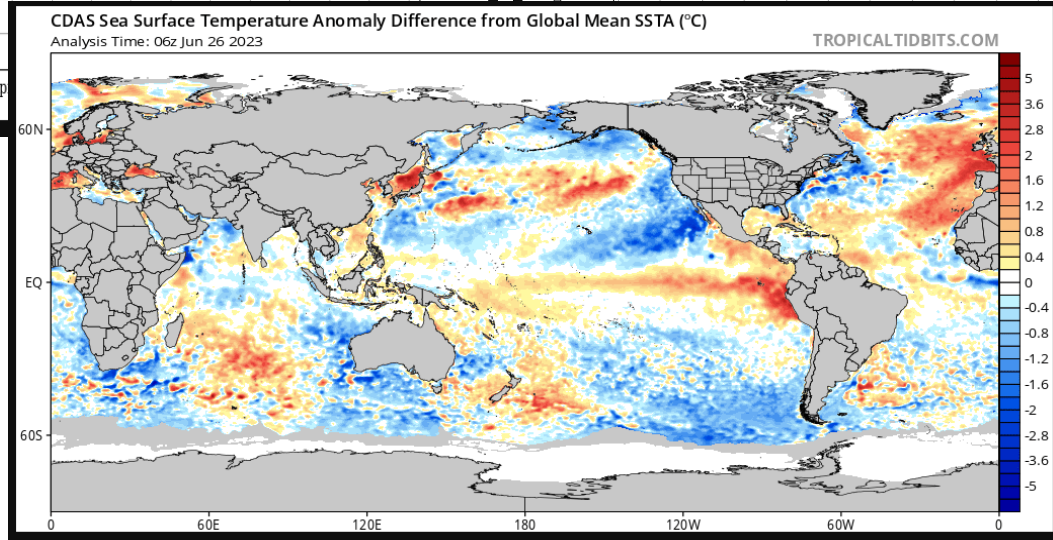 CDAS Sea Surface Temperature Anomaly Difference from Global Mean SSTA (°C)
Analysis Time: 06z Jun 26 2023
TROPICALTIDBITS.COM
p
60N
EQ
60S
0
60E
120E
180
120W
60W
0
5
3.6
2.8
2
1.6
1.2
0.8
0.4
0
-0.4
-0.8
-1.2
-1.6
-2
-2.8
-3.6
-5